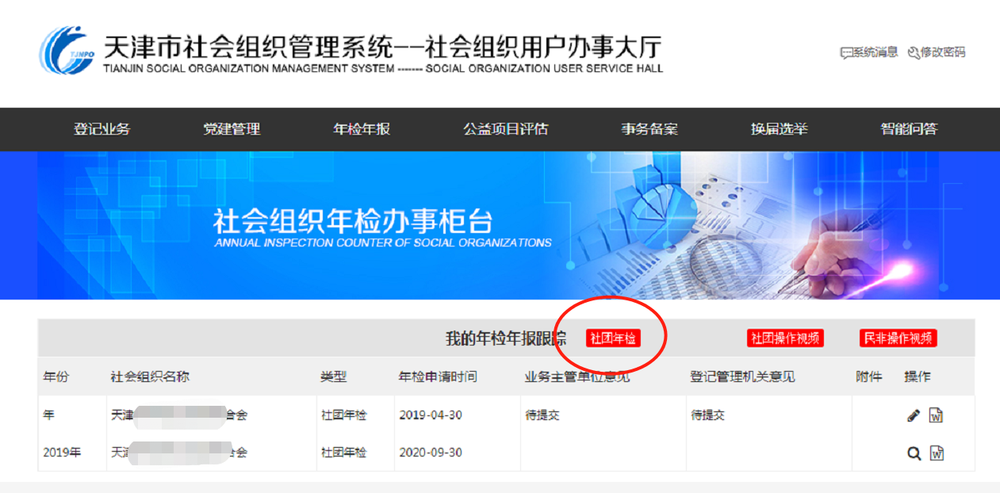 TJNPO
天津市社会组织管理系统--社会组织用户办事大厅
TIANJIN SOCIAL ORGANIZATION MANAGEMENT SYSTEM ------- SOCIAL ORGANIZATION USER SERVICE HALL
系统消息 修改密码
登记业务 党建管理 年检年报 公益项目评估 事务备案 换届选举 智能问答
社会组织年检办事柜台
ANNUAL INSPECTION COUNTER OF SOCIAL ORGANIZATIONS
我的年检年报跟踪 社团年检 社团操作视频 民非操作视频
年份 社会组织名称 类型 年检申请时间 业务主管单位意见 登记管理机关意见 附件 操作
年 天津 合会 社团年检 2019-04-30 待提交 待提交
2019年 天津 合会 社团年检 2020-09-30